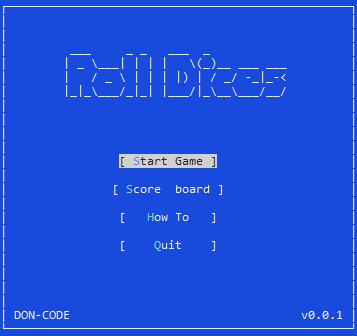 Roll Dice
[ Start Game ]
[ Score board ]
[ How To ]
[ Quit ]
DON-CODE
v0.0.1